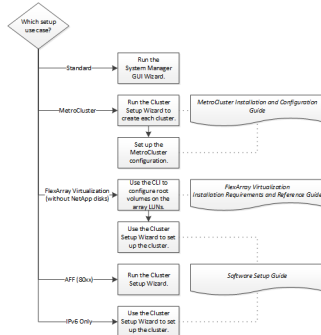 Which setup
use case?
Standard
Run the
System Manager
GUI Wizard.
MetroCluster
Run the Cluster
Setup Wizard to
create each cluster.
MetroCluster Installation and Configuration
Guide
Set up the
MetroCluster
configuration.
FlexArray Virtualization
(without NetApp disks)
Use the CLI to
configure root
volumes on the
array LUNs.
FlexArray Virtualization
Installation Requirements and Reference Guide
Use the Cluster
Setup Wizard to set
up the cluster.
AFF (80xx)
Run the Cluster
Setup Wizard.
Software Setup Guide
IPv6 Only
Use the Cluster
Setup Wizard to set
up the cluster.